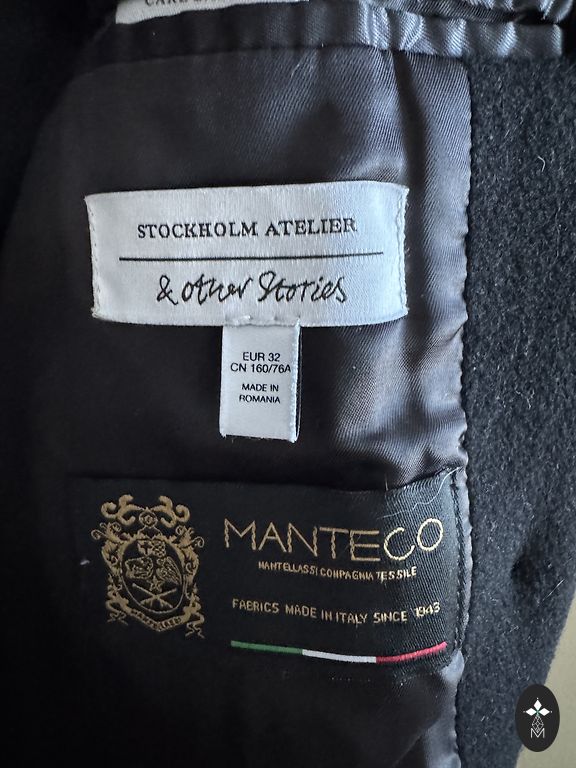 STOCKHOLM ATELIER
& other Stories
EUR 32
CN 160/76A
MADE IN
ROMANIA
MANTECO
MANTELLASSI COMPAGNIA TESSILE
FABRICS MADE IN ITALY SINCE 1943
M